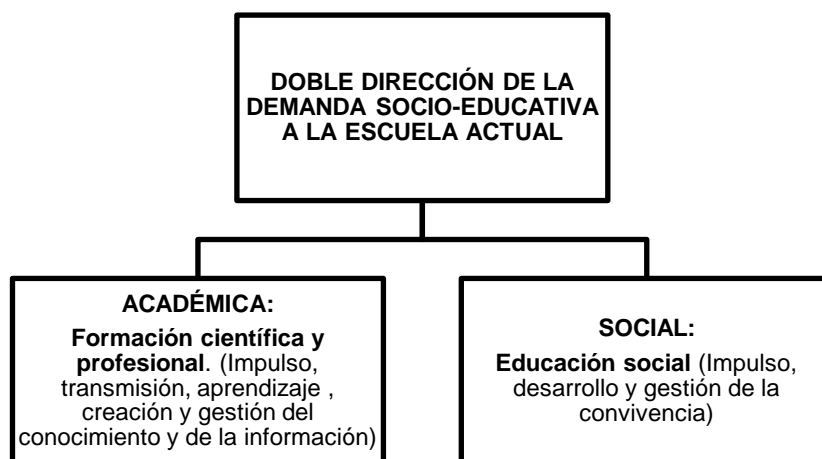 DOBLE DIRECCIÓN DE LA
DEMANDA SOCIO-EDUCATIVA
A LA ESCUELA ACTUAL
ACADÉMICA:
Formación científica y
profesional. (Impulso,
transmisión, aprendizaje ,
creación y gestión del
conocimiento y de la información)
SOCIAL:
Educación social (Impulso,
desarrollo y gestión de la
convivencia)